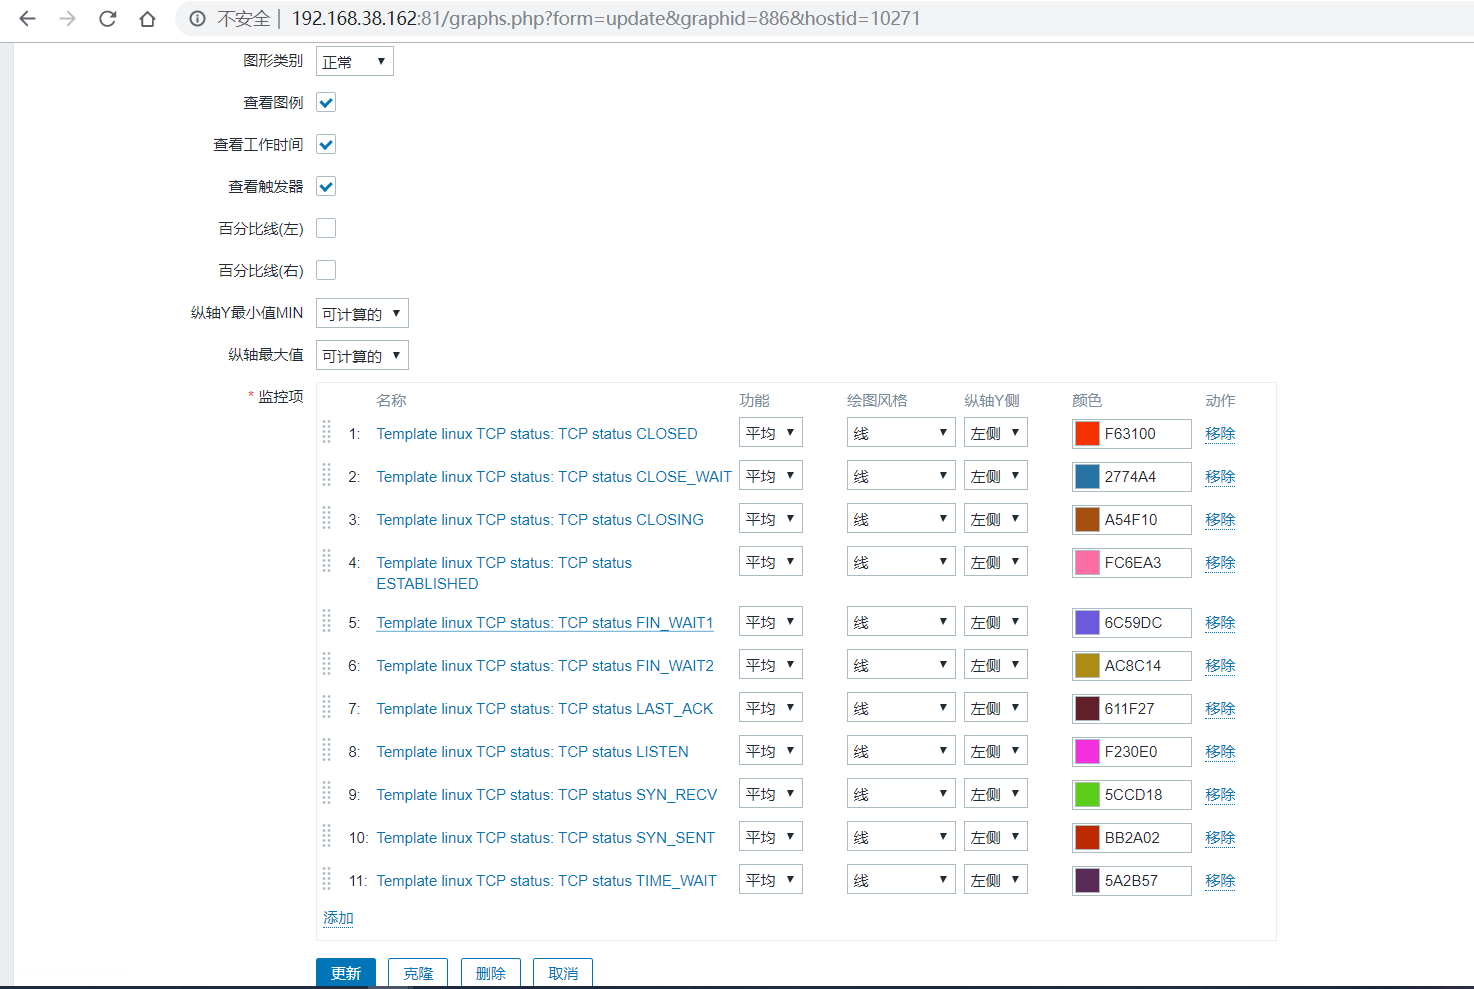 不安全 | 192.168.38.162:81/graphs.php?form=update&graphid=886&hostid=10271
图形类别 正常
查看图例
查看工作时间
查看触发器
百分比线(左)
百分比线(右)
纵轴Y最小值MIN 可计算的
纵轴最大值 可计算的
* 监控项 名称 功能 绘图风格 纵轴Y侧 颜色 动作
1: Template linux TCP status: TCP status CLOSED 平均 线 左侧 F63100 移除
2: Template linux TCP status: TCP status CLOSE_WAIT 平均 线 左侧 2774A4 移除
3: Template linux TCP status: TCP status CLOSING 平均 线 左侧 A54F10 移除
4: Template linux TCP status: TCP status 平均 线 左侧 FC6EA3 移除
ESTABLISHED
5: Template linux TCP status: TCP status FIN_WAIT1 平均 线 左侧 6C59DC 移除
6: Template linux TCP status: TCP status FIN_WAIT2 平均 线 左侧 AC8C14 移除
7: Template linux TCP status: TCP status LAST_ACK 平均 线 左侧 611F27 移除
8: Template linux TCP status: TCP status LISTEN 平均 线 左侧 F230E0 移除
9: Template linux TCP status: TCP status SYN_RECV 平均 线 左侧 5CCD18 移除
10: Template linux TCP status: TCP status SYN_SENT 平均 线 左侧 BB2A02 移除
11: Template linux TCP status: TCP status TIME_WAIT 平均 线 左侧 5A2B57 移除
添加
更新 克隆 删除 取消